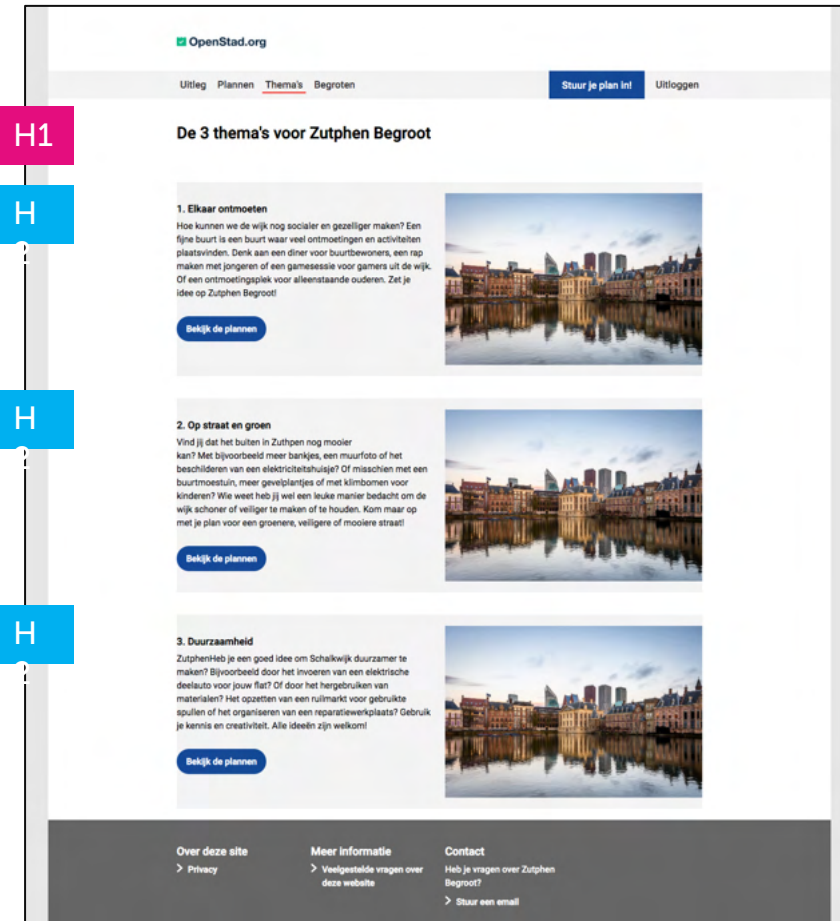 OpenStad.org
Uitleg Plannen Thema's Begroten Stuur je plan in! Uitloggen
H1
De 3 thema's voor Zutphen Begroot
H
2
1. Elkaar ontmoeten
Hoe kunnen we de wijk nog socialer en gezelliger maken? Een
fijne buurt is een buurt waar veel ontmoetingen en activiteiten
plaatsvinden. Denk aan een diner voor buurtbewoners, een rap
maken met jongeren of een gamesessie voor gamers uit de wijk.
Of een ontmoetingsplek voor alleenstaande ouderen. Zet je
idee op Zutphen Begroot!
Bekijk de plannen
H
2
2. Op straat en groen
Vind jij dat het buiten in Zuthpen nog mooier
kan? Met bijvoorbeeld meer bankjes, een muurfoto of het
beschilderen van een elektriciteitshuisje? Of misschien met een
buurtmoestuin, meer gevelplantjes of met klimbomen voor
kinderen? Wie weet heb jij wel een leuke manier bedacht om de
wijk schoner of veiliger te maken of te houden. Kom maar op
met je plan voor een groenere, veiligere of mooiere straat!
Bekijk de plannen
H
2
3. Duurzaamheid
ZutphenHeb je een goed idee om Schalkwijk duurzamer te
maken? Bijvoorbeeld door het invoeren van een elektrische
deelauto voor jouw flat? Of door het hergebruiken van
materialen? Het opzetten van een ruilmarkt voor gebruikte
spullen of het organiseren van een reparatiewerkplaats? Gebruik
je kennis en creativiteit. Alle ideeën zijn welkom!
Bekijk de plannen
Over deze site
Privacy
Meer informatie
Veelgestelde vragen over
deze website
Contact
Heb je vragen over Zutphen
Begroot?
Stuur een email